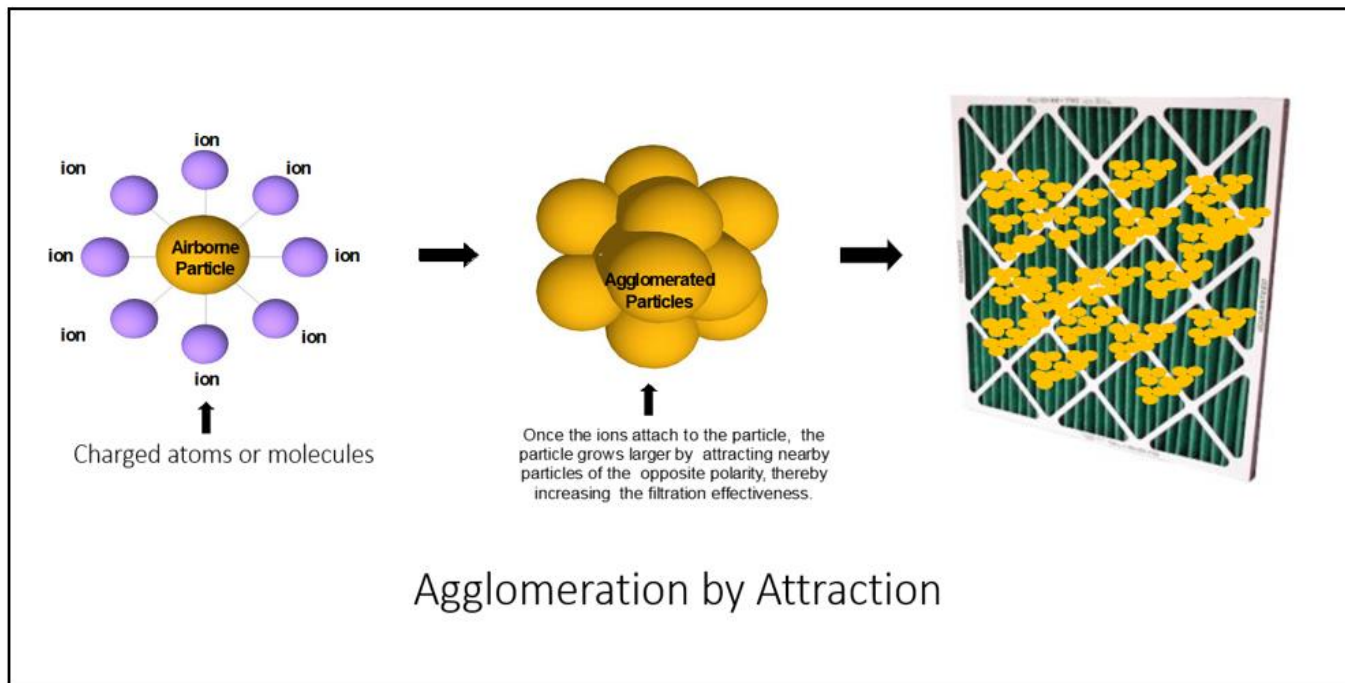 ion
ion
ion
ion
ion
ion
ion
ion
Airborne
Particle
Charged atoms or molecules
Agglomerated
Particles
Once the ions attach to the particle, the
particle grows larger by attracting nearby
particles of the opposite polarity, thereby
increasing the filtration effectiveness.
Agglomeration by Attraction